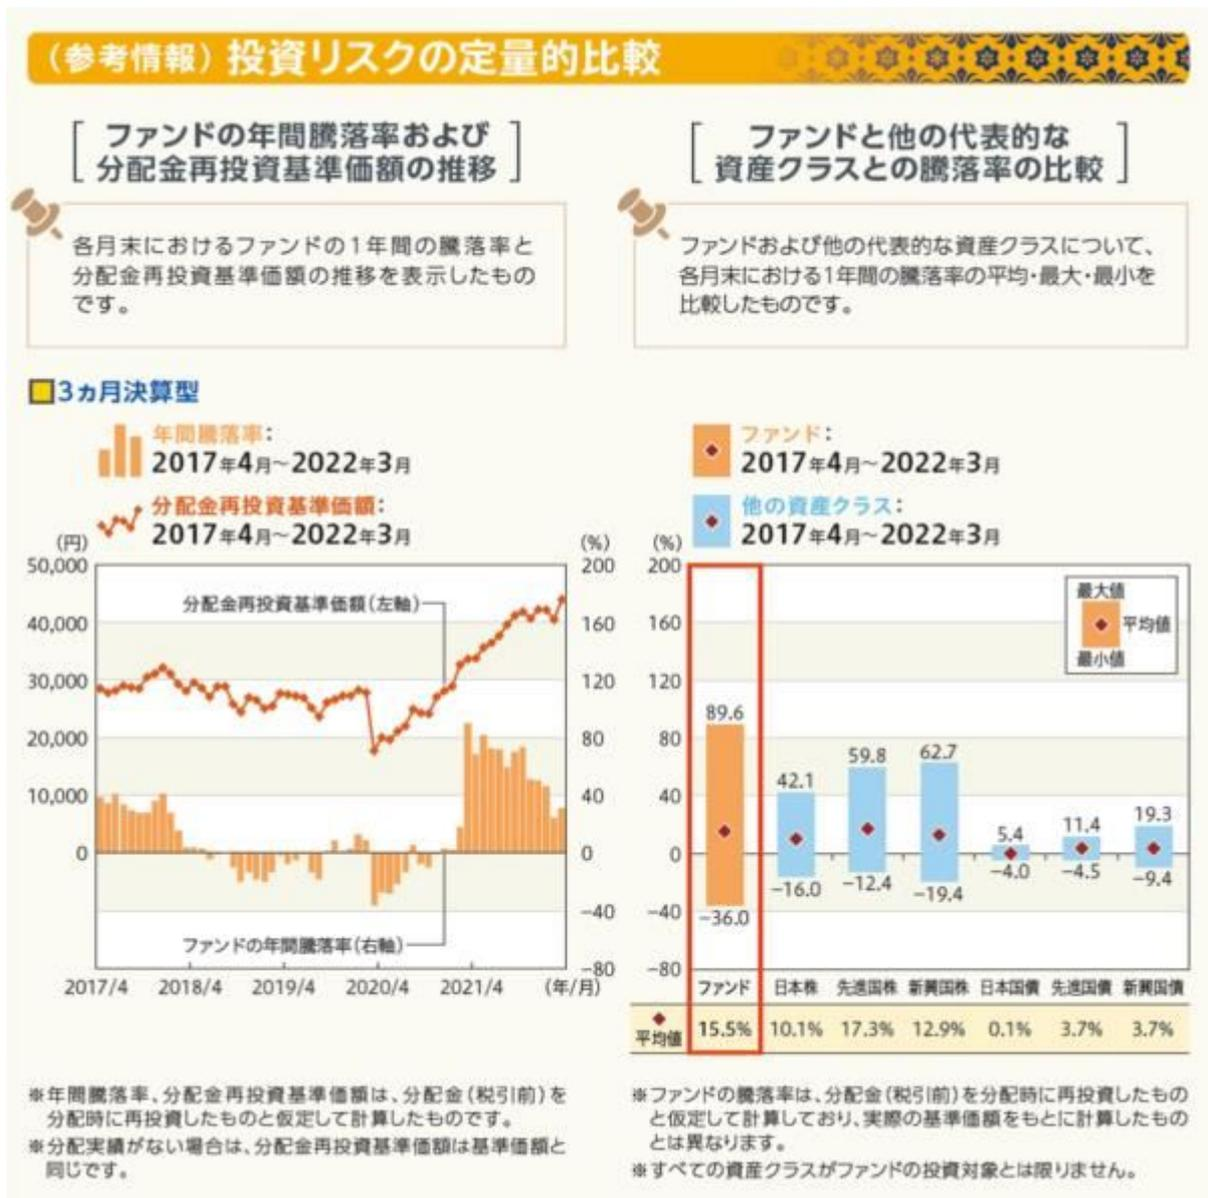 （参考情報）投資リスクの定量的比較
ファンドの年間騰落率および
分配金再投資基準価額の推移
各月末におけるファンドの1年間の騰落率と
分配金再投資基準価額の推移を表示したもの
です。
ファンドと他の代表的な
資産クラスとの騰落率の比較
ファンドおよび他の代表的な資産クラスについて、
各月末における1年間の騰落率の平均・最大・最小を
比較したものです。
3ヵ月決算型
年間騰落率：
2017年4月～2022年3月
分配金再投資基準価額：
2017年4月～2022年3月
(円)
(%)
50,000
40,000
30,000
20,000
10,000
0
200
160
120
80
40
0
−40
−80
分配金再投資基準価額（左軸）
ファンドの年間騰落率（右軸）
2017/4 2018/4 2019/4 2020/4 2021/4 (年/月)
ファンド：
2017年4月～2022年3月
他の資産クラス：
2017年4月～2022年3月
(%)
200
160
120
80
40
0
−40
−80
最大値
平均値
最小値
89.6
42.1
59.8
62.7
5.4
11.4
19.3
−36.0
−16.0
−12.4
−19.4
−4.0
−4.5
−9.4
ファンド 日本株 先進国株 新興国株 日本国債 先進国債 新興国債
平均値 15.5% 10.1% 17.3% 12.9% 0.1% 3.7% 3.7%
※年間騰落率、分配金再投資基準価額は、分配金（税引前）を
分配時に再投資したものと仮定して計算したものです。
※分配実績がない場合は、分配金再投資基準価額は基準価額と
同じです。
※ファンドの騰落率は、分配金（税引前）を分配時に再投資したもの
と仮定して計算しており、実際の基準価額をもとに計算したもの
とは異なります。
※すべての資産クラスがファンドの投資対象とは限りません。